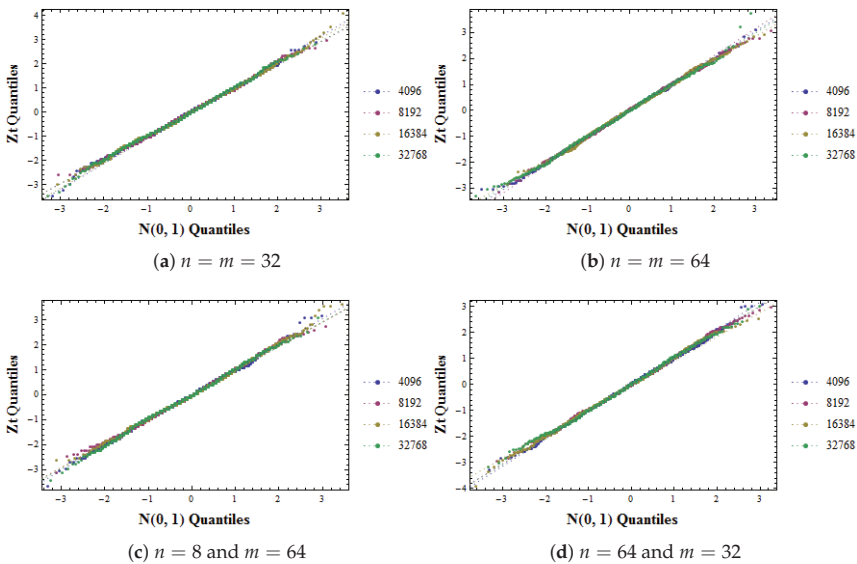 Zt Quantiles
4
3
2
1
0
−1
−2
−3
−3 −2 −1 0 1 2 3
N(0, 1) Quantiles
4096
8192
16384
32768
(a) n = m = 32
Zt Quantiles
4
3
2
1
0
−1
−2
−3
−3 −2 −1 0 1 2 3
N(0, 1) Quantiles
4096
8192
16384
32768
(b) n = m = 64
Zt Quantiles
3
2
1
0
−1
−2
−3
−3 −2 −1 0 1 2 3
N(0, 1) Quantiles
4096
8192
16384
32768
(c) n = 8 and m = 64
Zt Quantiles
3
2
1
0
−1
−2
−3
−4
−3 −2 −1 0 1 2 3
N(0, 1) Quantiles
4096
8192
16384
32768
(d) n = 64 and m = 32